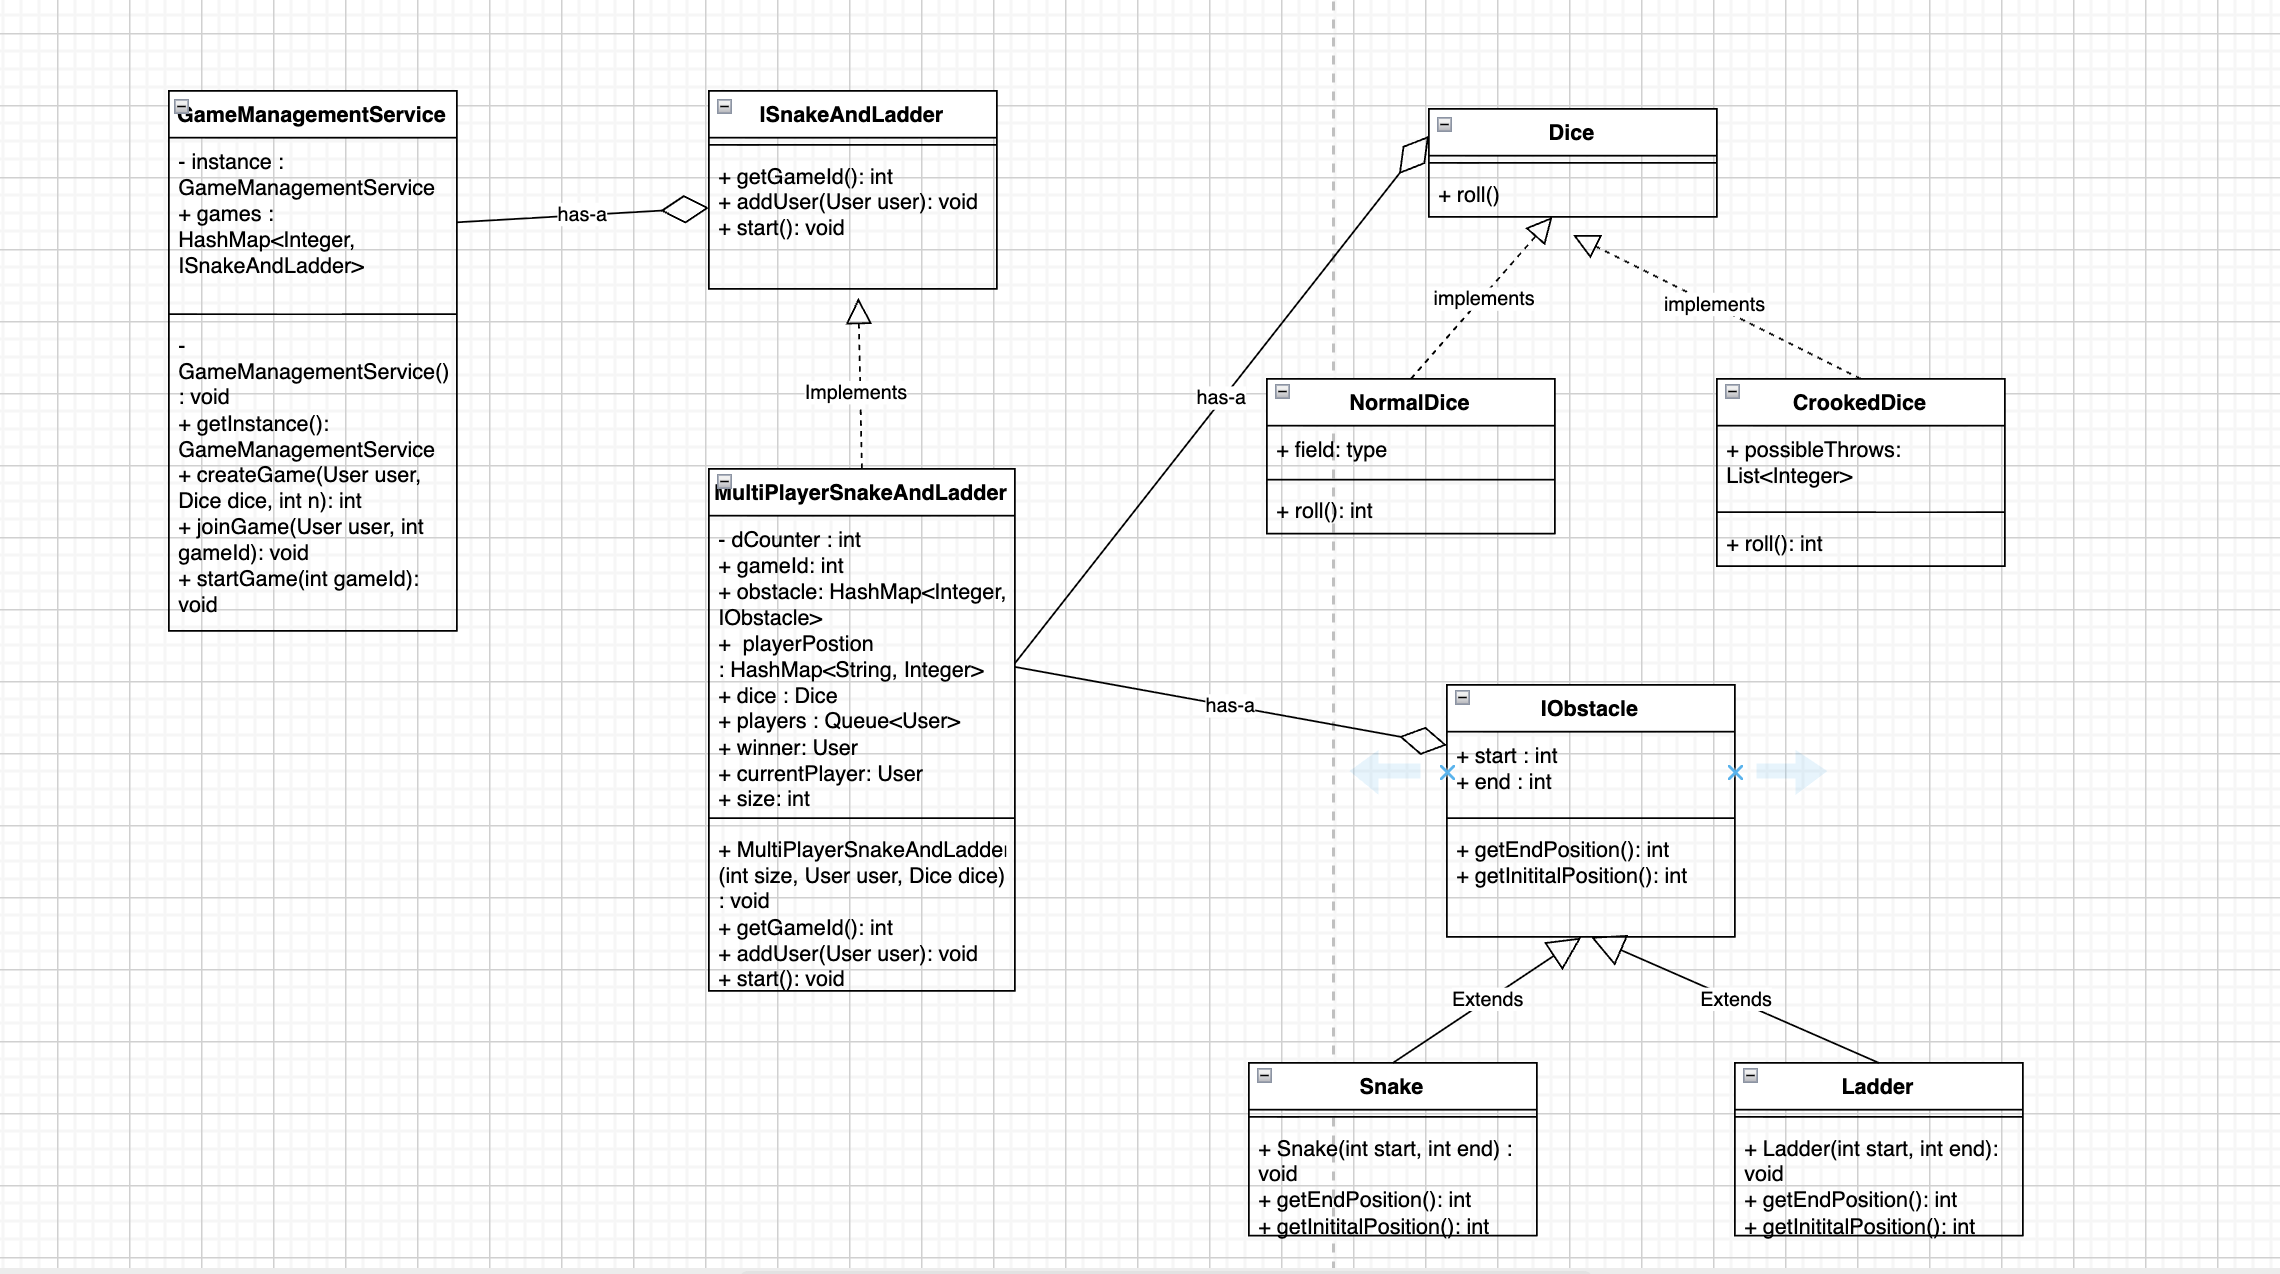 GameManagementService
- instance :
GameManagementService
+ games :
HashMap<Integer,
ISnakeAndLadder>
-
GameManagementService()
: void
+ getInstance():
GameManagementService
+ createGame(User user,
Dice dice, int n): int
+ joinGame(User user, int
gameId): void
+ startGame(int gameId):
void
has-a
ISnakeAndLadder
+ getGameId(): int
+ addUser(User user): void
+ start(): void
Implements
MultiPlayerSnakeAndLadder
- dCounter : int
+ gameId: int
+ obstacle: HashMap<Integer,
IObstacle>
+ playerPostion
: HashMap<String, Integer>
+ dice : Dice
+ players : Queue<User>
+ winner: User
+ currentPlayer: User
+ size: int
+ MultiPlayerSnakeAndLadder
(int size, User user, Dice dice)
: void
+ getGameId(): int
+ addUser(User user): void
+ start(): void
has-a
has-a
Dice
+ roll()
implements
implements
NormalDice
+ field: type
+ roll(): int
CrookedDice
+ possibleThrows:
List<Integer>
+ roll(): int
IObstacle
+ start : int
+ end : int
+ getEndPosition(): int
+ getInititalPosition(): int
Extends
Extends
Snake
+ Snake(int start, int end) :
void
+ getEndPosition(): int
+ getInititalPosition(): int
Ladder
+ Ladder(int start, int end):
void
+ getEndPosition(): int
+ getInititalPosition(): int